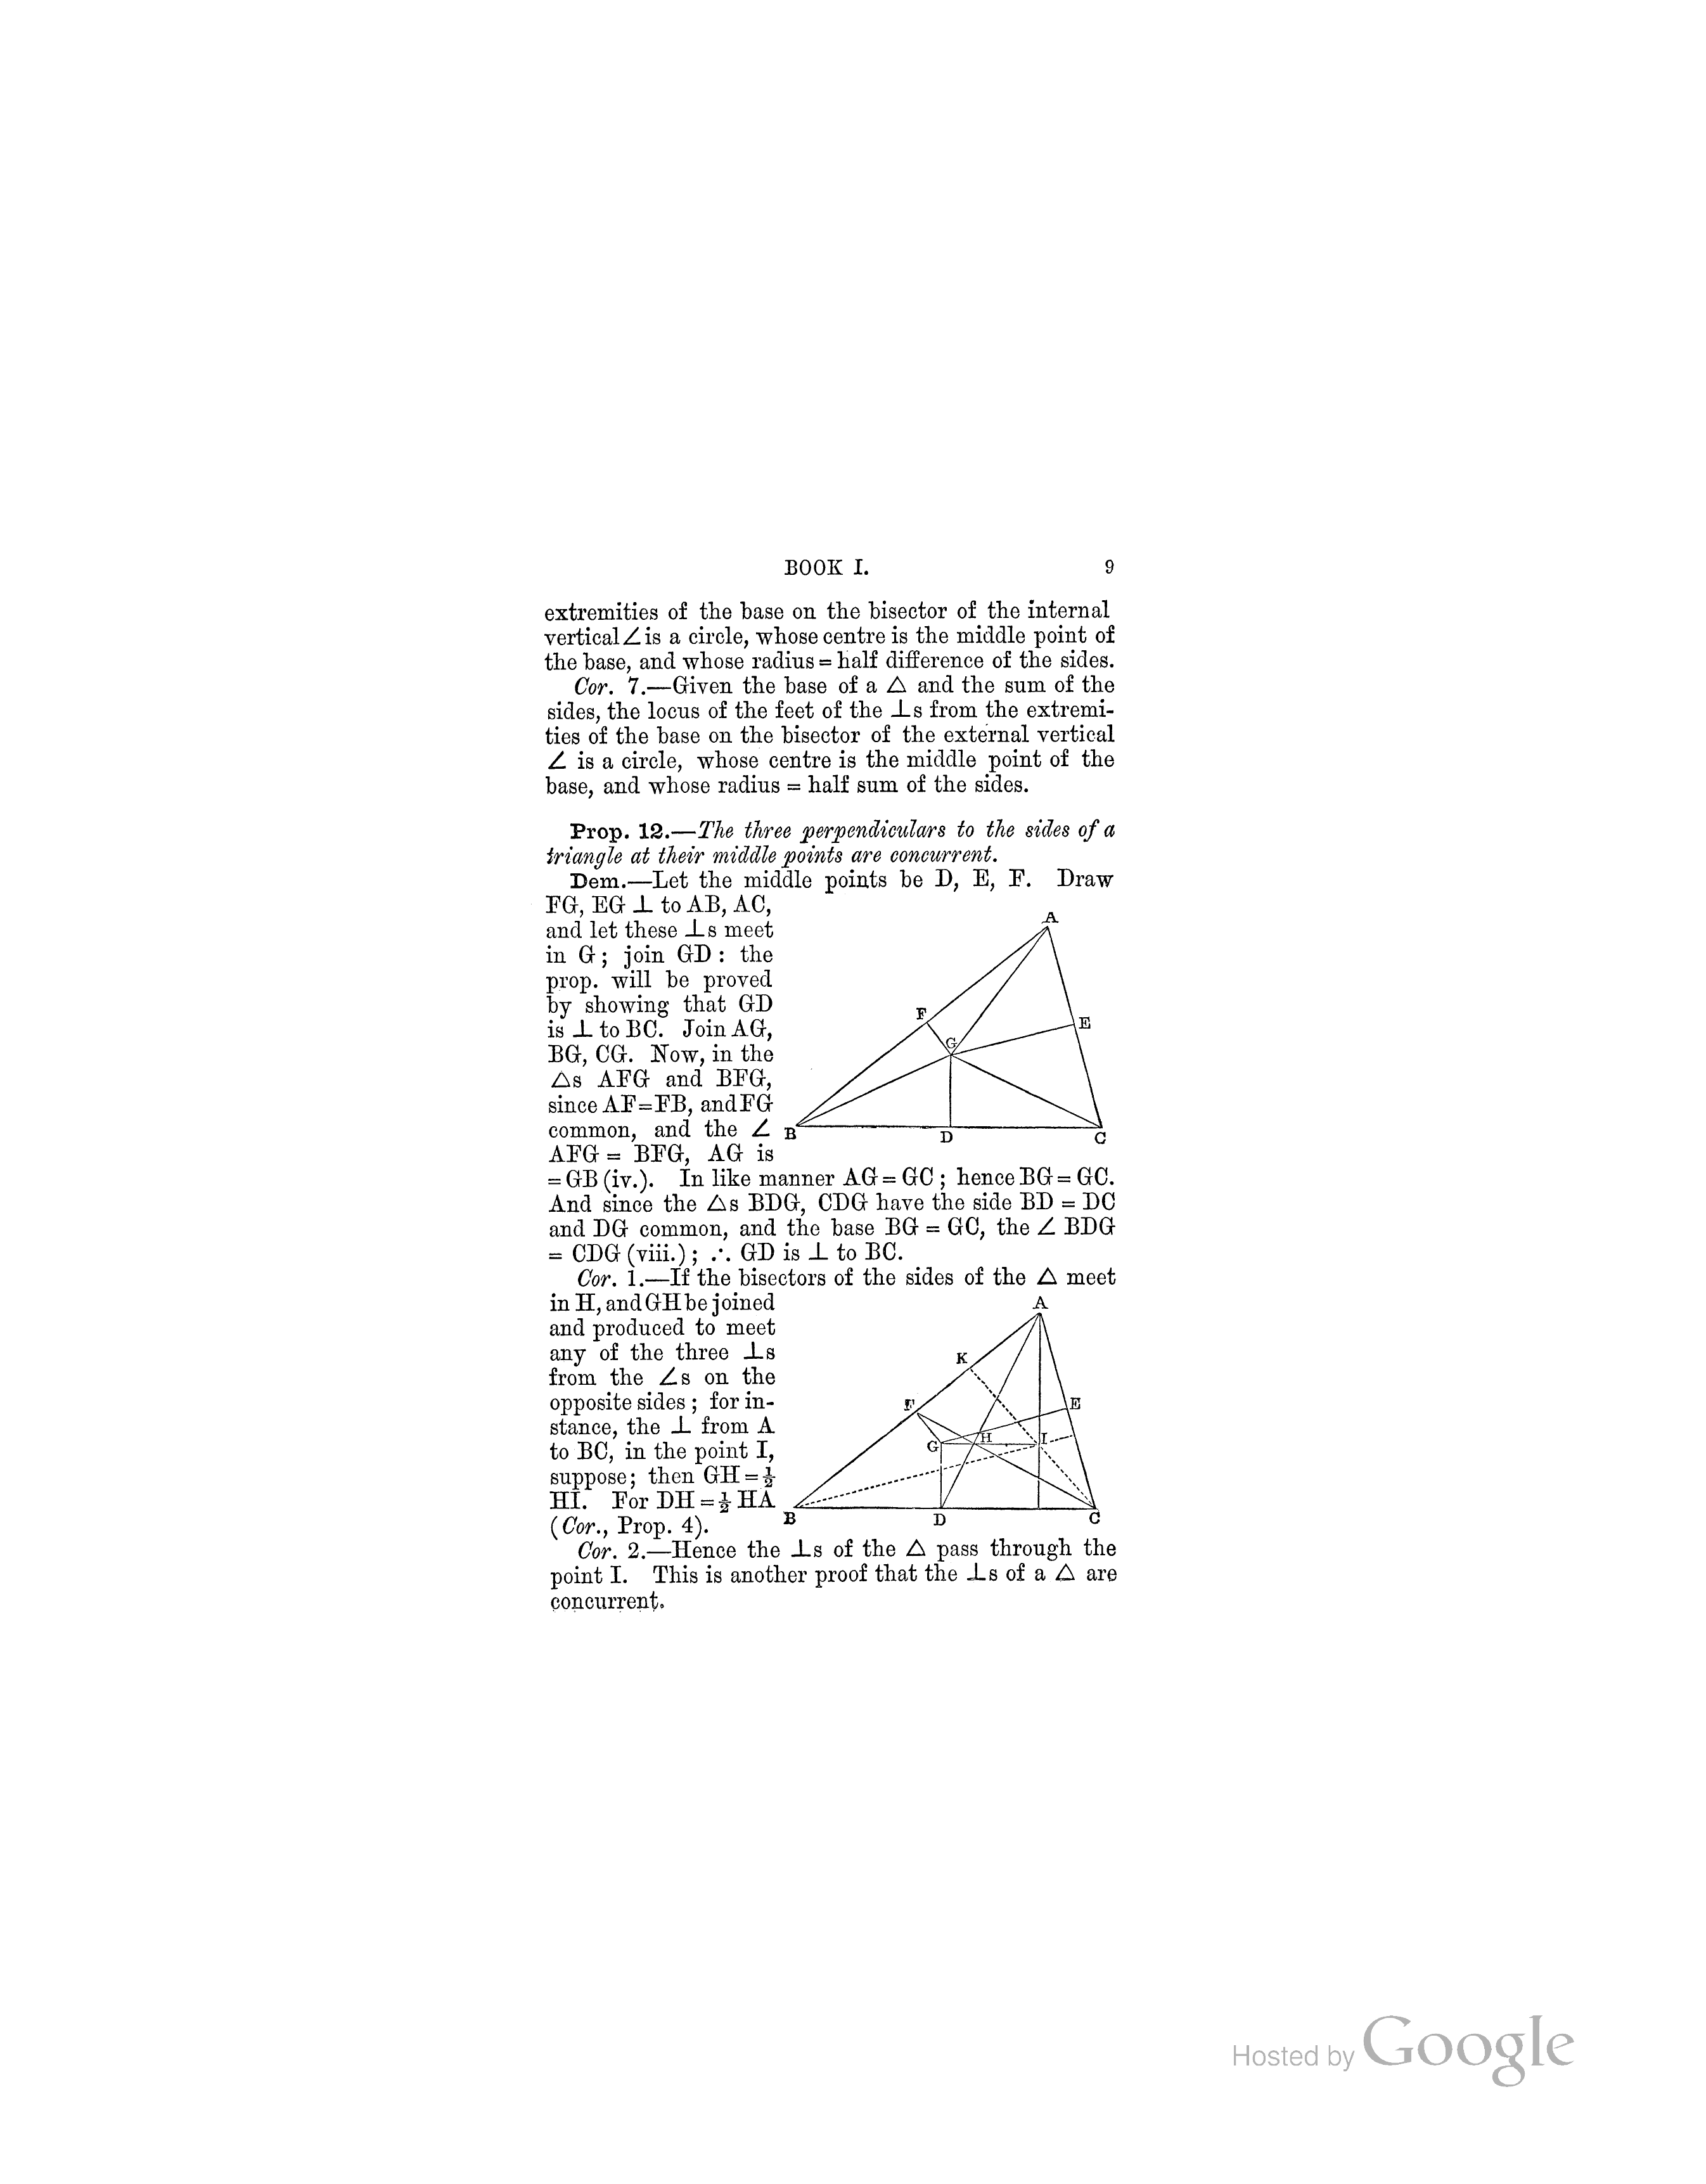 BOOK I. 9
extremities of the base on the bisector of the internal
vertical ∠ is a circle, whose centre is the middle point of
the base, and whose radius = half difference of the sides.
Cor. 7.—Given the base of a △ and the sum of the
sides, the locus of the feet of the ⊥s from the extremi-
ties of the base on the bisector of the external vertical
∠ is a circle, whose centre is the middle point of the
base, and whose radius = half sum of the sides.
Prop. 12.—The three perpendiculars to the sides of a
triangle at their middle points are concurrent.
Dem.—Let the middle points be D, E, F. Draw
FG, EG ⊥ to AB, AC,
and let these ⊥s meet
in G; join GD: the
prop. will be proved
by showing that GD
is ⊥ to BC. Join AG,
BG, CG. Now, in the
△s AFG and BFG,
since AF=FB, and FG
common, and the ∠
AFG = BFG, AG is
A
F
E
G
B
D
C
= GB (iv.). In like manner AG = GC; hence BG = GC.
And since the △s BDG, CDG have the side BD = DC
and DG common, and the base BG = GC, the ∠ BDG
= CDG (viii.); ∴ GD is ⊥ to BC.
Cor. 1.—If the bisectors of the sides of the △ meet
in H, and GH be joined
and produced to meet
any of the three ⊥s
from the ∠s on the
opposite sides; for in-
stance, the ⊥ from A
to BC, in the point I,
suppose; then GH = ½
HI. For DH = ½ HA
(Cor., Prop. 4).
A
K
F
E
G
H
I
B
D
C
Cor. 2.—Hence the ⊥s of the △ pass through the
point I. This is another proof that the ⊥s of a △ are
concurrent.
Hosted by Google